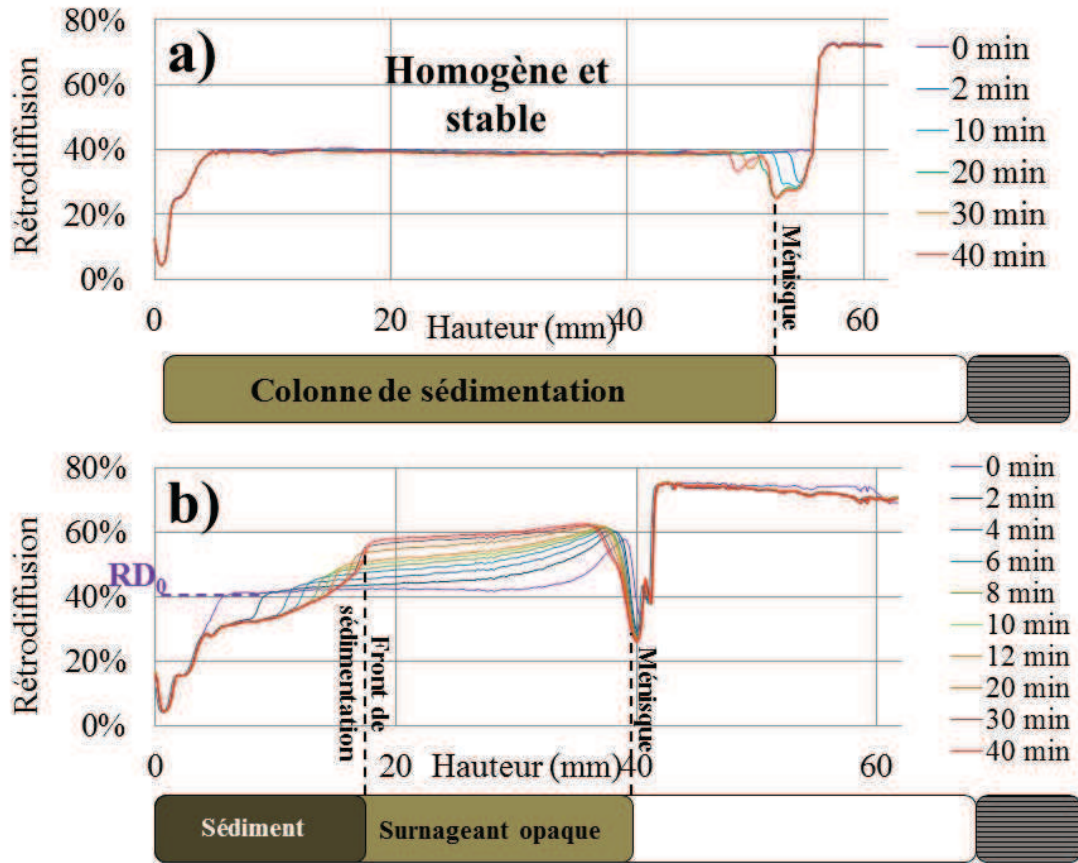 80%
60%
40%
20%
0%
Rétrodiffusion
a)
Homogène et
stable
0 min
2 min
10 min
20 min
30 min
40 min
Ménisque
0
20
40
60
Hauteur (mm)
Colonne de sédimentation
80%
60%
40%
20%
0%
Rétrodiffusion
b)
RD0
0 min
2 min
4 min
6 min
8 min
10 min
12 min
20 min
30 min
40 min
Front de
sédimentation
Ménisque
0
20
40
60
Hauteur (mm)
Sédiment
Surnageant opaque